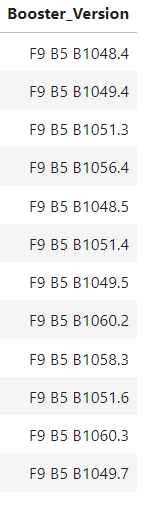 Booster_Version
F9 B5 B1048.4
F9 B5 B1049.4
F9 B5 B1051.3
F9 B5 B1056.4
F9 B5 B1048.5
F9 B5 B1051.4
F9 B5 B1049.5
F9 B5 B1060.2
F9 B5 B1058.3
F9 B5 B1051.6
F9 B5 B1060.3
F9 B5 B1049.7